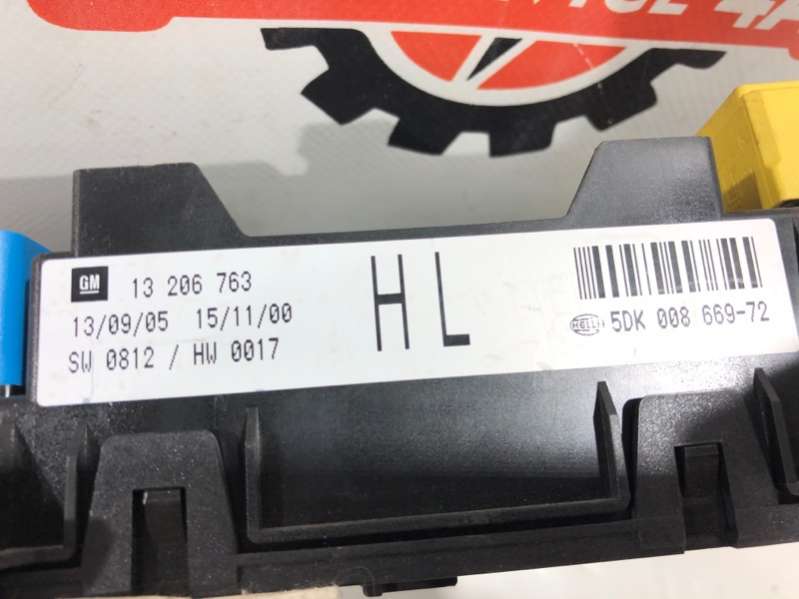 GM 13 206 763
13/09/05 15/11/00
SW 0812 / HW 0017
HL
HELLA 5DK 008 669-72